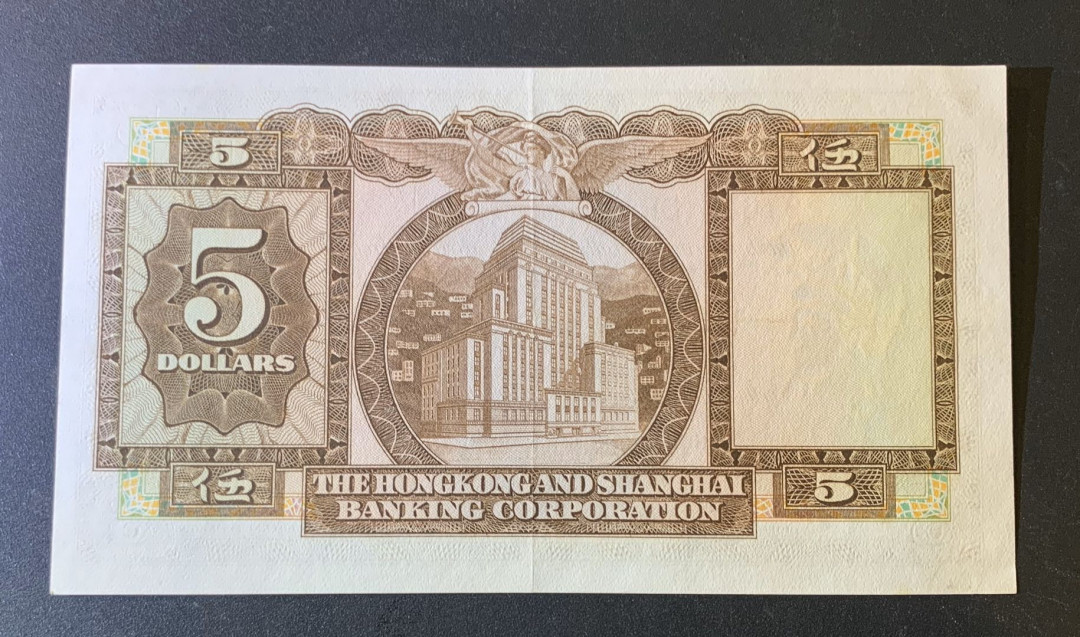 5
伍
5
DOLLARS
伍
5
THE HONGKONG AND SHANGHAI
BANKING CORPORATION